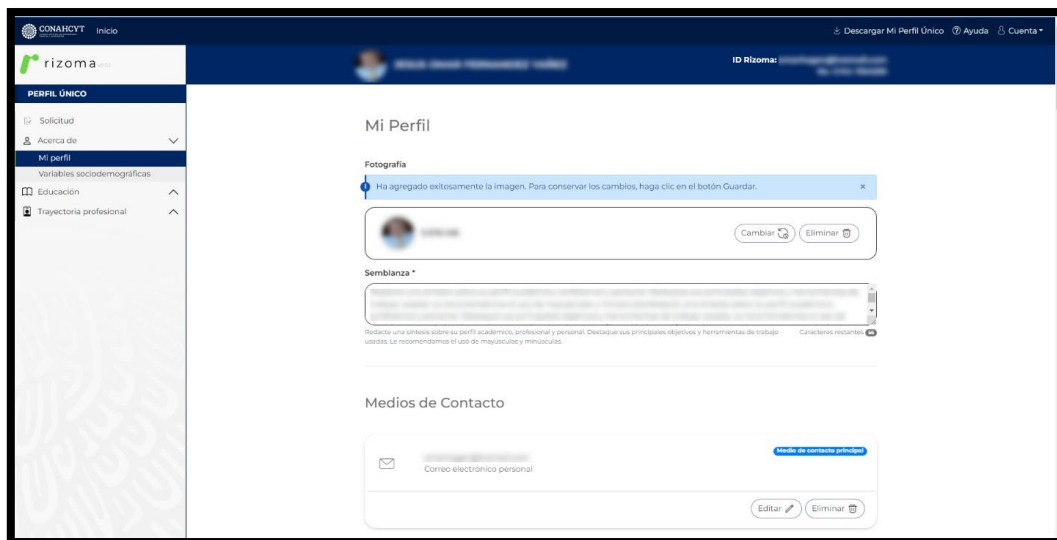 CONAHCYT Inicio
Descargar Mi Perfil Único Ayuda Cuenta
rizoma
ID Rizoma:
PERFIL ÚNICO
Solicitud
Acerca de
Mi perfil
Variables sociodemográficas
Educación
Trayectoria profesional
Mi Perfil
Fotografía
Ha agregado exitosamente la imagen. Para conservar los cambios, haga clic en el botón Guardar.
Cambiar Eliminar
Semblanza *
Redacte una síntesis sobre su perfil académico, profesional y personal. Destaque sus principales objetivos y herramientas de trabajo
usadas. Le recomendamos el uso de mayúsculas y minúsculas.
Caracteres restantes
Medios de Contacto
Medio de contacto principal
Correo electrónico personal
Editar Eliminar